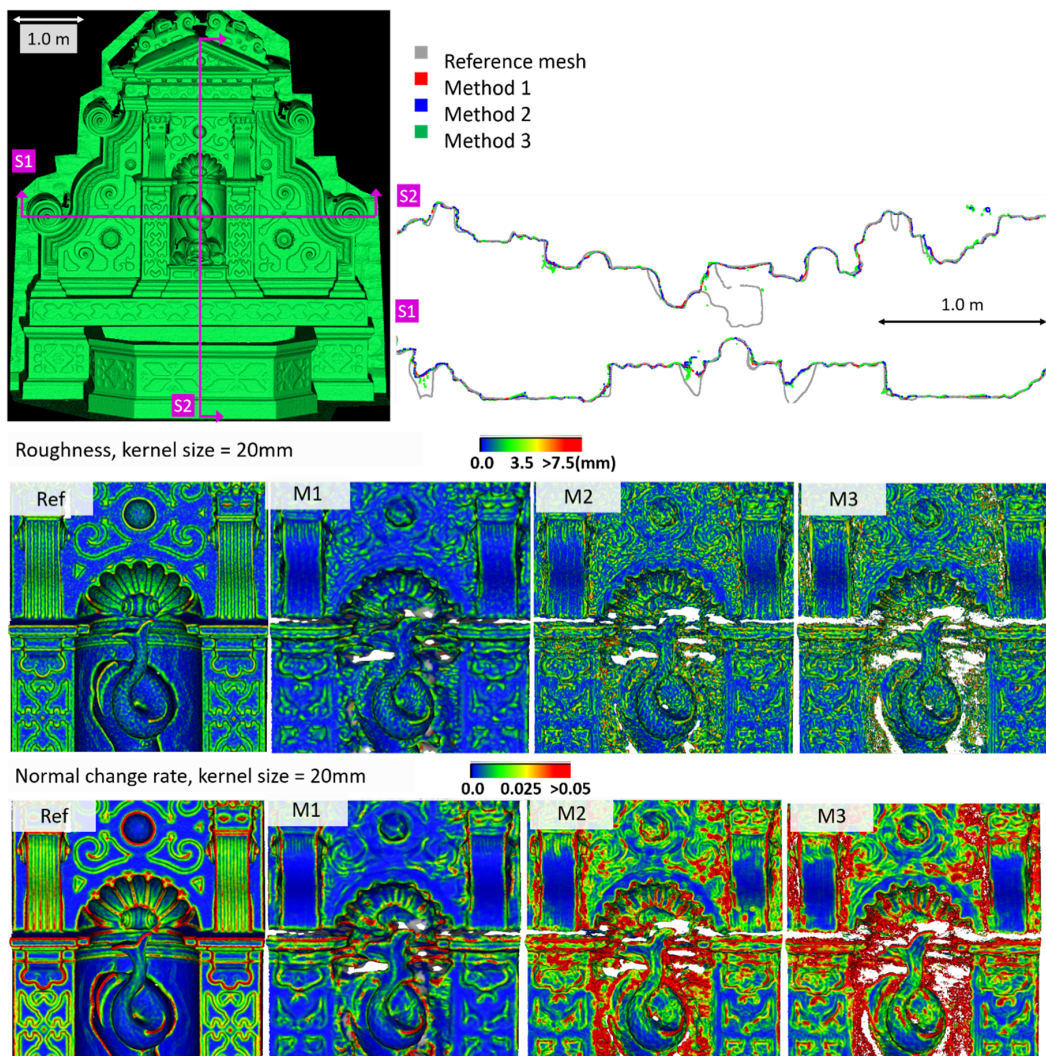 1.0 m
Reference mesh
Method 1
Method 2
Method 3
S1
S2
S1
1.0 m
S2
Roughness, kernel size = 20mm
0.0 3.5 >7.5(mm)
Ref
M1
M2
M3
Normal change rate, kernel size = 20mm
0.0 0.025 >0.05
Ref
M1
M2
M3